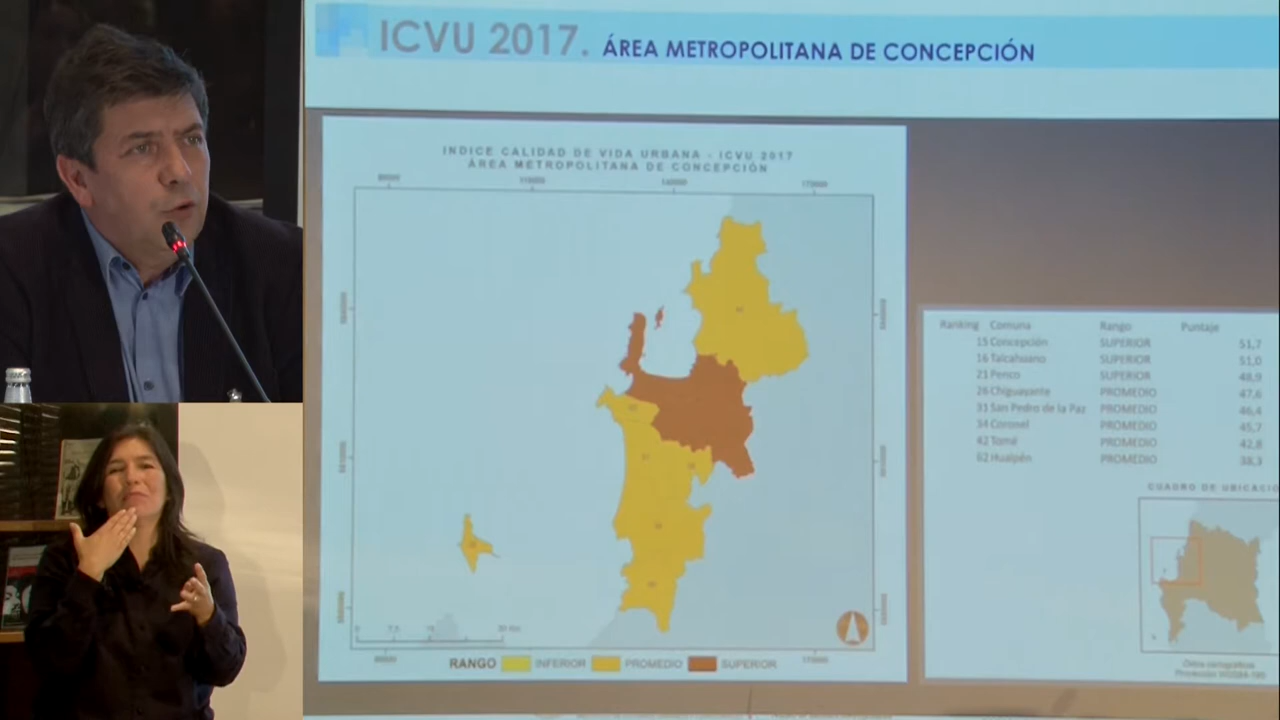 ICVU 2017. ÁREA METROPOLITANA DE CONCEPCIÓN
INDICE CALIDAD DE VIDA URBANA - ICVU 2017
ÁREA METROPOLITANA DE CONCEPCIÓN
Ranking Comuna Rango Puntaje
15 Concepción SUPERIOR 51,7
16 Talcahuano SUPERIOR 51,0
21 Penco SUPERIOR 48,9
26 Chiguayante PROMEDIO 47,6
31 San Pedro de la Paz PROMEDIO 46,4
34 Coronel PROMEDIO 45,7
42 Tomé PROMEDIO 42,8
62 Hualpén PROMEDIO 38,3
CUADRO DE UBICACIO
RANGO INFERIOR PROMEDIO SUPERIOR